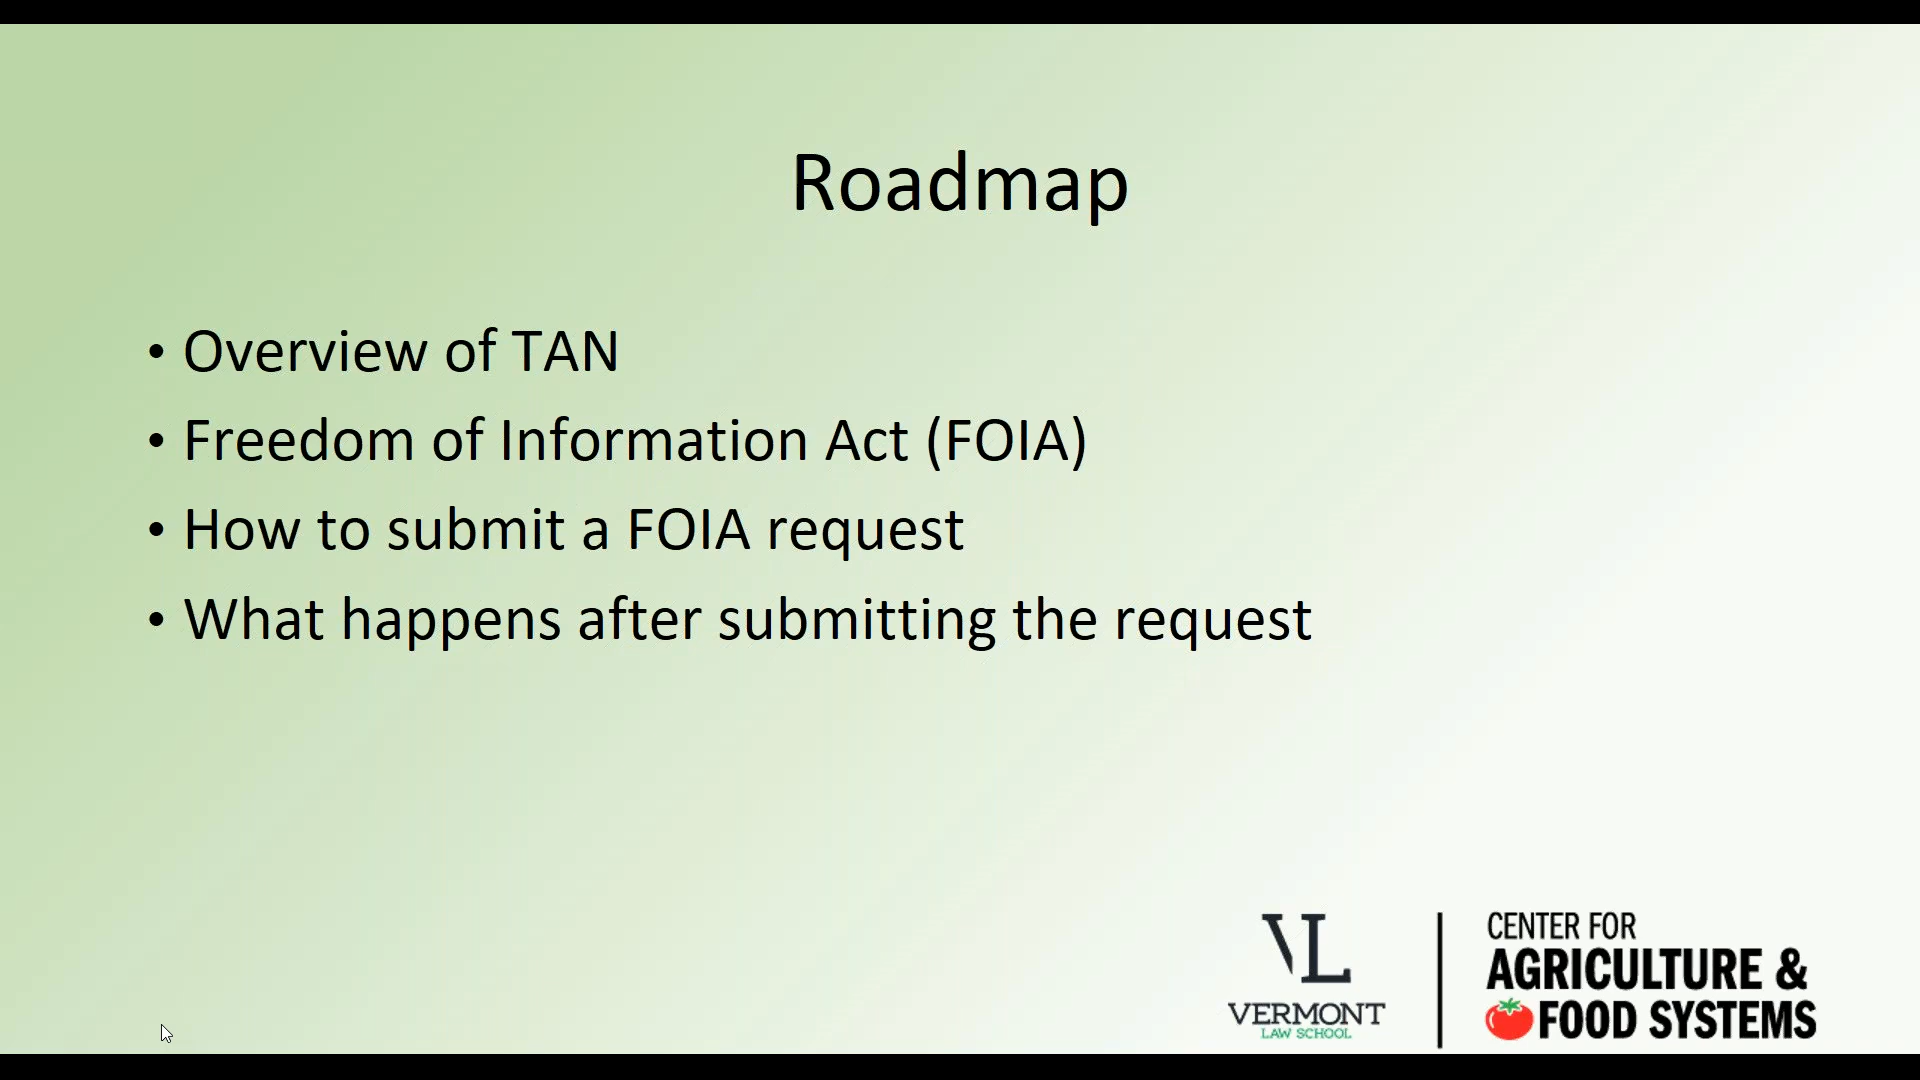 Roadmap
• Overview of TAN
• Freedom of Information Act (FOIA)
• How to submit a FOIA request
• What happens after submitting the request
VL
VERMONT
LAW SCHOOL
CENTER FOR
AGRICULTURE &
FOOD SYSTEMS